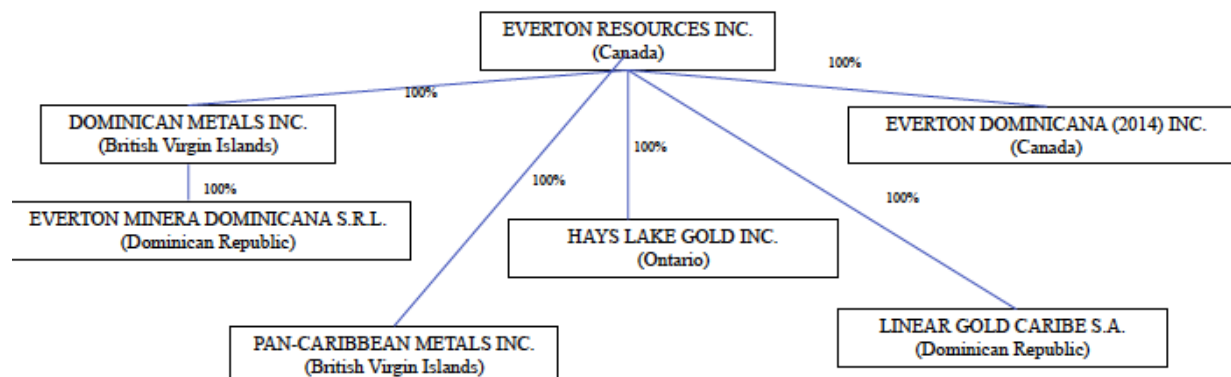 EVERTON RESOURCES INC.
(Canada)
100%
100%
DOMINICAN METALS INC.
(British Virgin Islands)
EVERTON DOMINICANA (2014) INC.
(Canada)
100%
100%
100%
100%
EVERTON MINERA DOMINICANA S.R.L.
(Dominican Republic)
HAYS LAKE GOLD INC.
(Ontario)
PAN-CARIBBEAN METALS INC.
(British Virgin Islands)
LINEAR GOLD CARIBE S.A.
(Dominican Republic)